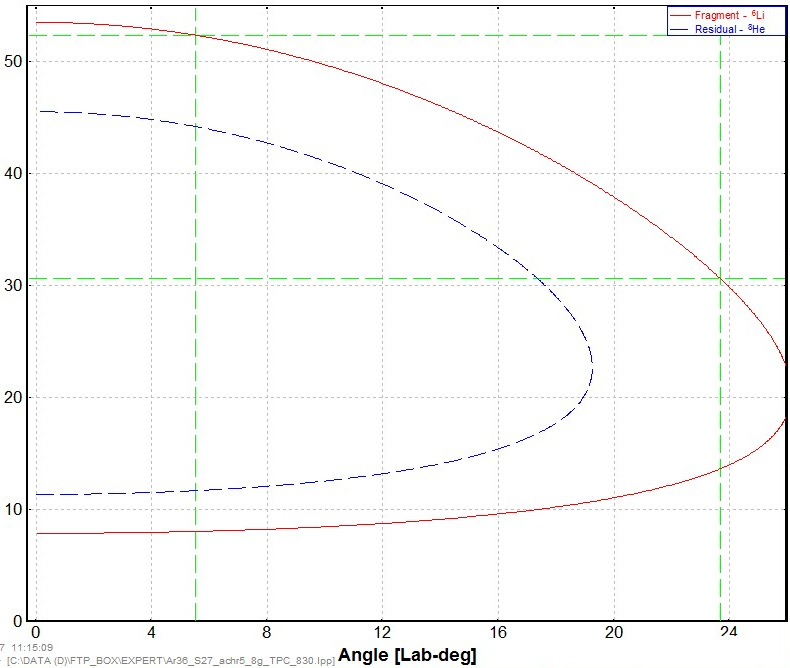 Fragment - ⁶Li
Residual - ⁸He
50
40
30
20
10
0
0 4 8 12 16 20 24
7 11:15:09
[C:\DATA (D)\FTP_BOX\EXPERT\Ar36_S27_achr5_8g_TPC_830.lpp]
Angle [Lab-deg]